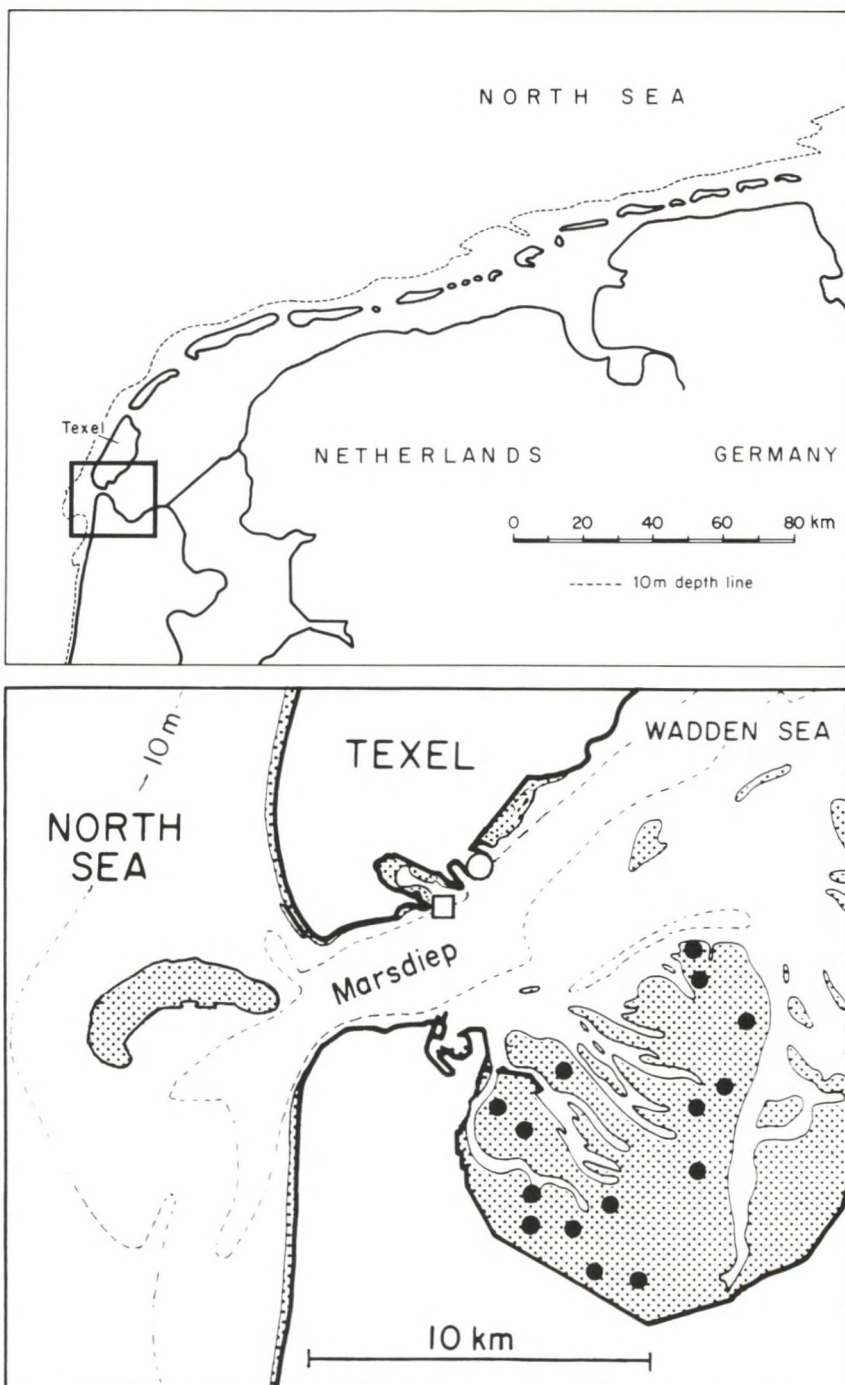 NORTH SEA
Texel
NETHERLANDS GERMANY
0 20 40 60 80 km
10m depth line
10m
TEXEL
WADDEN SEA
NORTH
SEA
Marsdiep
10 km